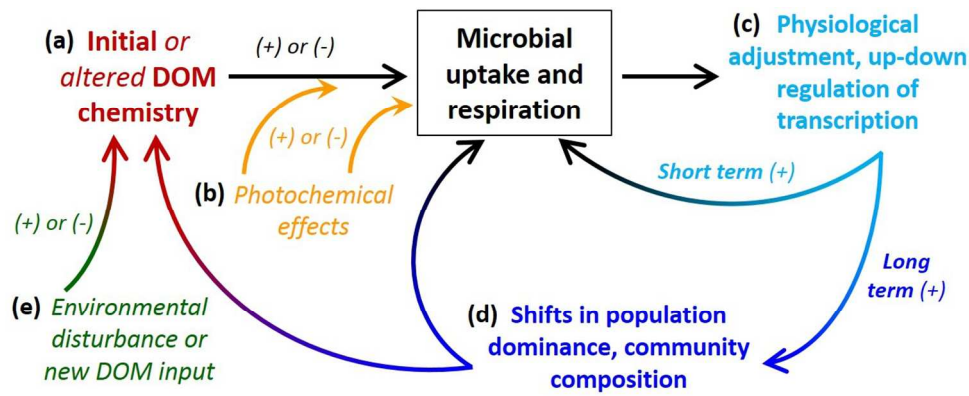 (a) Initial or
altered DOM
chemistry
(+) or (-)
Microbial
uptake and
respiration
(c) Physiological
adjustment, up-down
regulation of
transcription
(+) or (-)
(b) Photochemical
effects
Short term (+)
Long
term (+)
(+) or (-)
(e) Environmental
disturbance or
new DOM input
(d) Shifts in population
dominance, community
composition